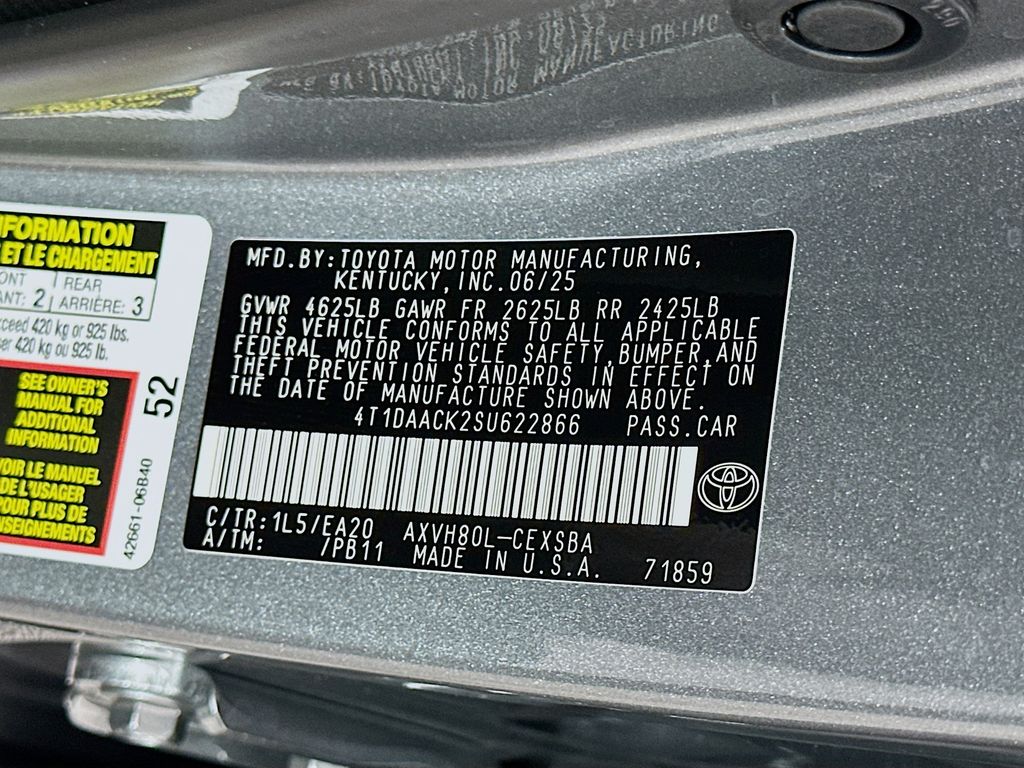 FORMATION
ET LE CHARGEMENT
REAR
ANT: 2 ARRIÈRE: 3
420 kg or 925 lbs.
420 kg ou 925 lb.
SEE OWNER'S
MANUAL FOR
ADDITIONAL
INFORMATION
VOIR LE MANUEL
DE L'USAGER
POUR PLUS DE
NSEIGNEMENTS
52
42661-06B40
MFD.BY:TOYOTA MOTOR MANUFACTURING,
KENTUCKY,INC.06/25
GVWR 4625LB GAWR FR 2625LB RR 2425LB
THIS VEHICLE CONFORMS TO ALL APPLICABLE
FEDERAL MOTOR VEHICLE SAFETY,BUMPER,AND
THEFT PREVENTION STANDARDS IN EFFECT ON
THE DATE OF MANUFACTURE SHOWN ABOVE.
4T1DAACK2SU622866 PASS.CAR
C/TR:1L5/EA20 AXVH80L-CEXSBA
A/TM: /PB11 MADE IN U.S.A. 71859